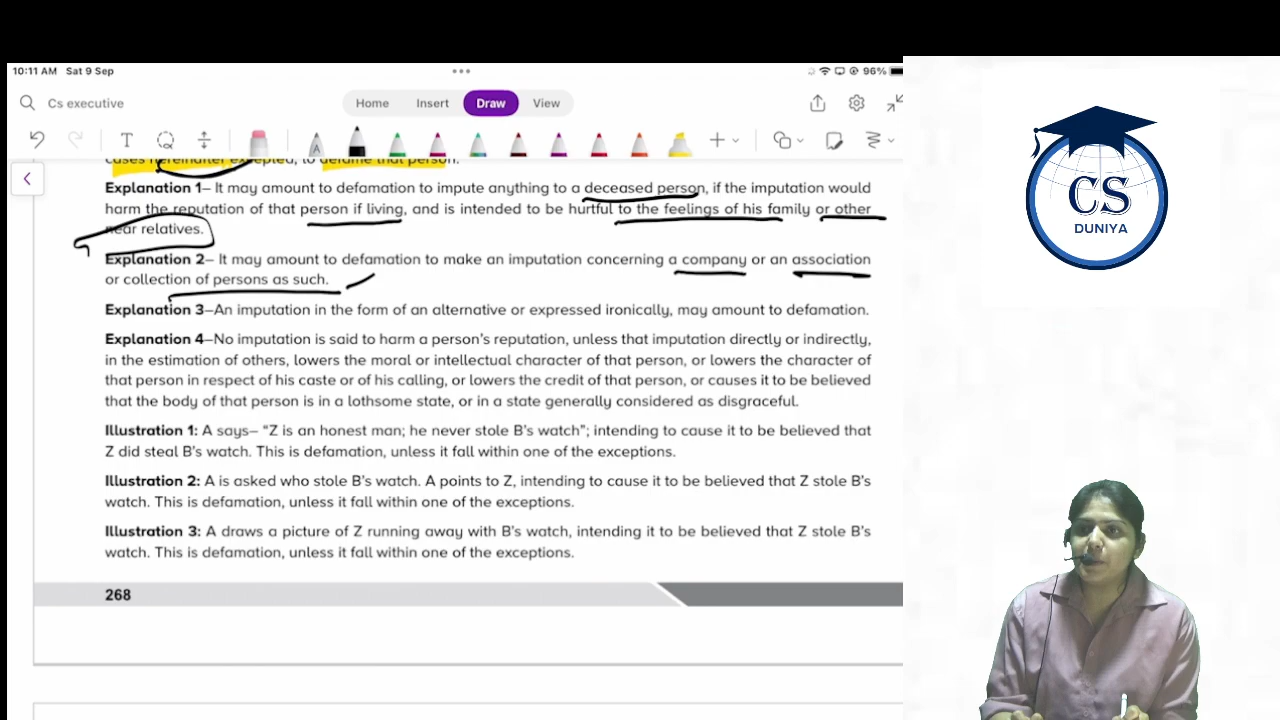 10:11 AM Sat 9 Sep
96%
Cs executive
Home Insert Draw View
T
A
cases hereinafter excepted, to defame that person.
Explanation 1– It may amount to defamation to impute anything to a deceased person, if the imputation would
harm the reputation of that person if living, and is intended to be hurtful to the feelings of his family or other
near relatives.
Explanation 2– It may amount to defamation to make an imputation concerning a company or an association
or collection of persons as such.
Explanation 3–An imputation in the form of an alternative or expressed ironically, may amount to defamation.
Explanation 4–No imputation is said to harm a person's reputation, unless that imputation directly or indirectly,
in the estimation of others, lowers the moral or intellectual character of that person, or lowers the character of
that person in respect of his caste or of his calling, or lowers the credit of that person, or causes it to be believed
that the body of that person is in a lothsome state, or in a state generally considered as disgraceful.
Illustration 1: A says– “Z is an honest man; he never stole B's watch”; intending to cause it to be believed that
Z did steal B's watch. This is defamation, unless it fall within one of the exceptions.
Illustration 2: A is asked who stole B's watch. A points to Z, intending to cause it to be believed that Z stole B's
watch. This is defamation, unless it fall within one of the exceptions.
Illustration 3: A draws a picture of Z running away with B's watch, intending it to be believed that Z stole B's
watch. This is defamation, unless it fall within one of the exceptions.
268
CS
DUNIYA